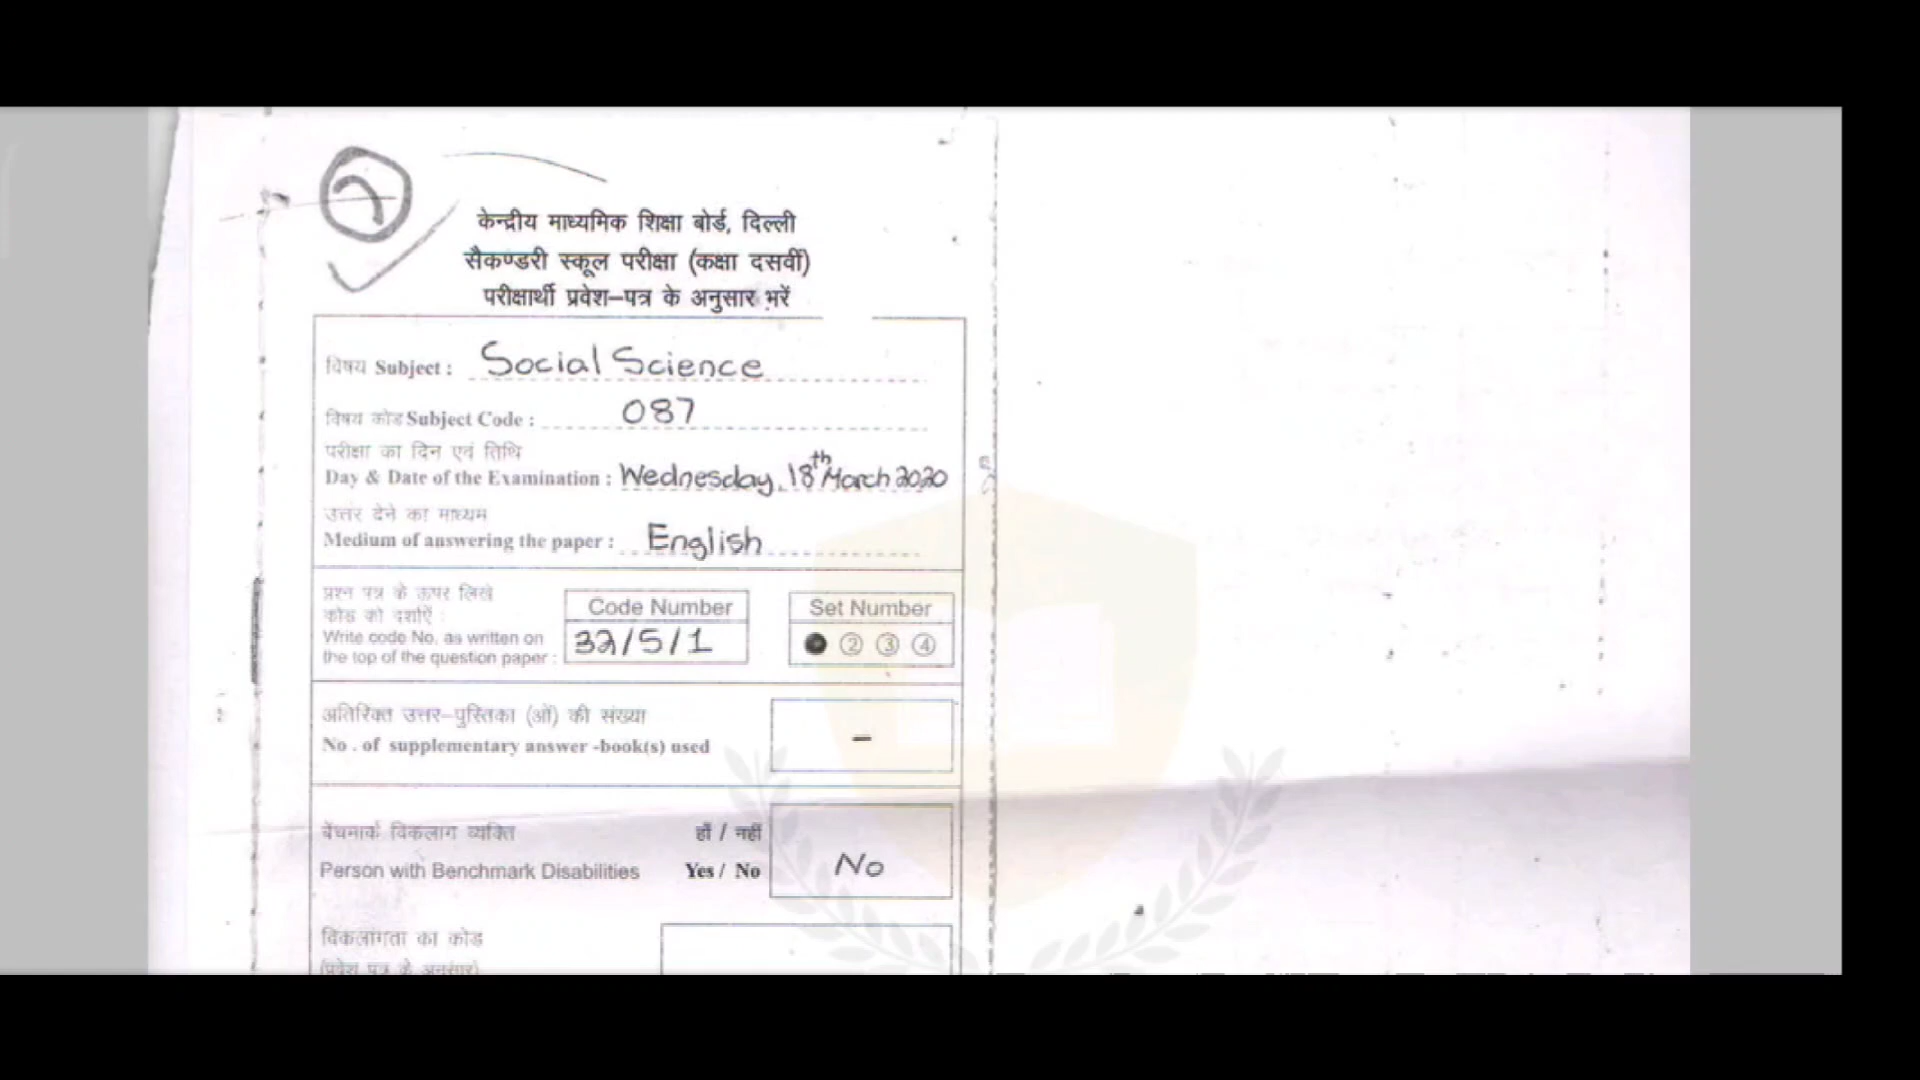 केन्द्रीय माध्यमिक शिक्षा बोर्ड, दिल्ली
सैकण्डरी स्कूल परीक्षा (कक्षा दसवीं)
परीक्षार्थी प्रवेश–पत्र के अनुसार भरें
विषय Subject : Social Science
विषय कोड Subject Code : 087
परीक्षा का दिन एवं तिथि
Day & Date of the Examination : Wednesday, 18th March 2020
उत्तर देने का माध्यम
Medium of answering the paper : English
प्रश्न पत्र के ऊपर लिखे
कोड को दर्शाएँ :
Write code No. as written on
the top of the question paper :
Code Number
32/5/1
Set Number
② ③ ④
अतिरिक्त उत्तर–पुस्तिका (ओं) की संख्या
No . of supplementary answer -book(s) used
–
बेंचमार्क विकलांग व्यक्ति हाँ / नहीं
Person with Benchmark Disabilities Yes / No
No
विकलांगता का कोड
(प्रवेश पत्र के अनुसार)